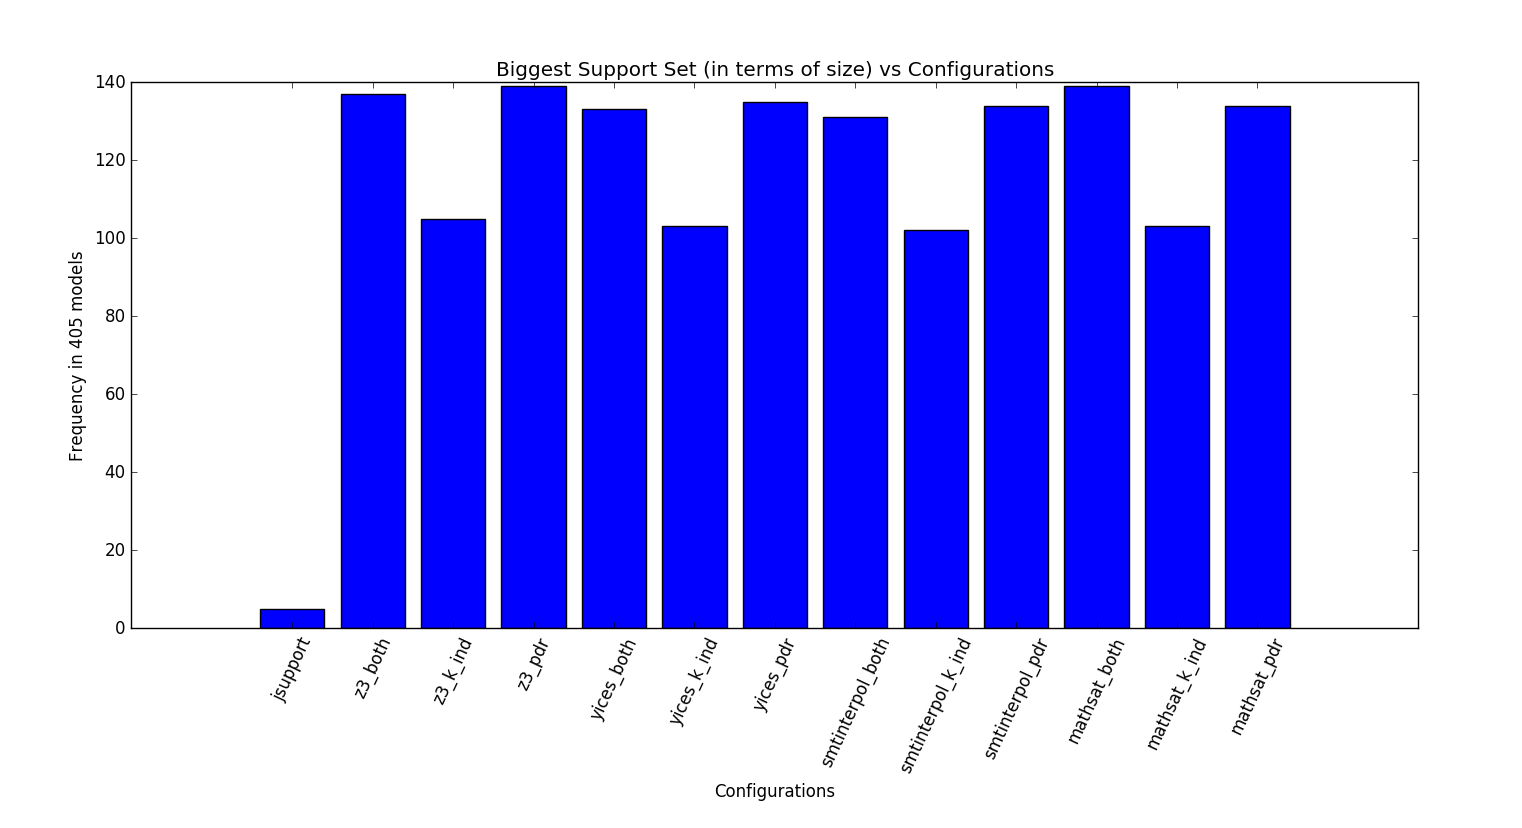 Biggest Support Set (in terms of size) vs Configurations
140
120
100
80
60
40
20
0
Frequency in 405 models
jsupport
z3_both
z3_k_ind
z3_pdr
yices_both
yices_k_ind
yices_pdr
smtinterpol_both
smtinterpol_k_ind
smtinterpol_pdr
mathsat_both
mathsat_k_ind
mathsat_pdr
Configurations